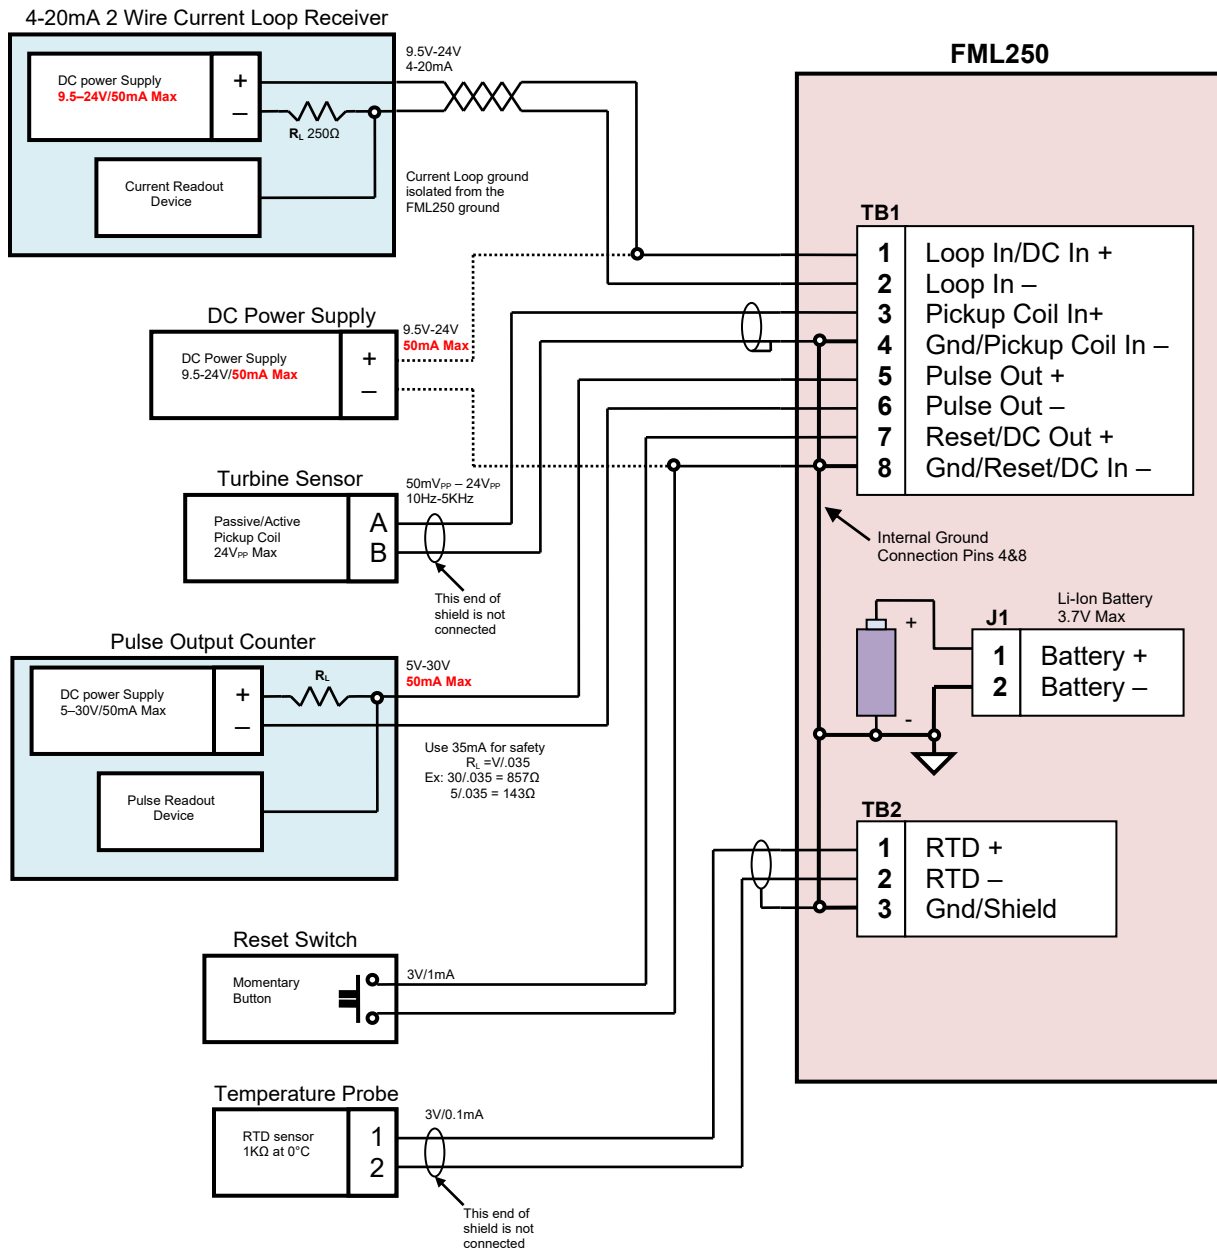 4-20mA 2 Wire Current Loop Receiver
DC power Supply
9.5–24V/50mA Max
+
–
RL 250Ω
Current Readout
Device
9.5V-24V
4-20mA
Current Loop ground
isolated from the
FML250 ground
DC Power Supply
DC Power Supply
9.5-24V/50mA Max
+
–
9.5V-24V
50mA Max
Turbine Sensor
Passive/Active
Pickup Coil
24VPP Max
A
B
50mVPP – 24VPP
10Hz-5KHz
This end of
shield is not
connected
Pulse Output Counter
DC power Supply
5–30V/50mA Max
+
–
RL
Pulse Readout
Device
5V-30V
50mA Max
Use 35mA for safety
RL =V/.035
Ex: 30/.035 = 857Ω
5/.035 = 143Ω
Reset Switch
Momentary
Button
3V/1mA
Temperature Probe
RTD sensor
1KΩ at 0°C
1
2
3V/0.1mA
This end of
shield is not
connected
FML250
TB1
1 Loop In/DC In +
2 Loop In –
3 Pickup Coil In+
4 Gnd/Pickup Coil In –
5 Pulse Out +
6 Pulse Out –
7 Reset/DC Out +
8 Gnd/Reset/DC In –
Internal Ground
Connection Pins 4&8
+
-
Li-Ion Battery
3.7V Max
J1
1 Battery +
2 Battery –
TB2
1 RTD +
2 RTD –
3 Gnd/Shield